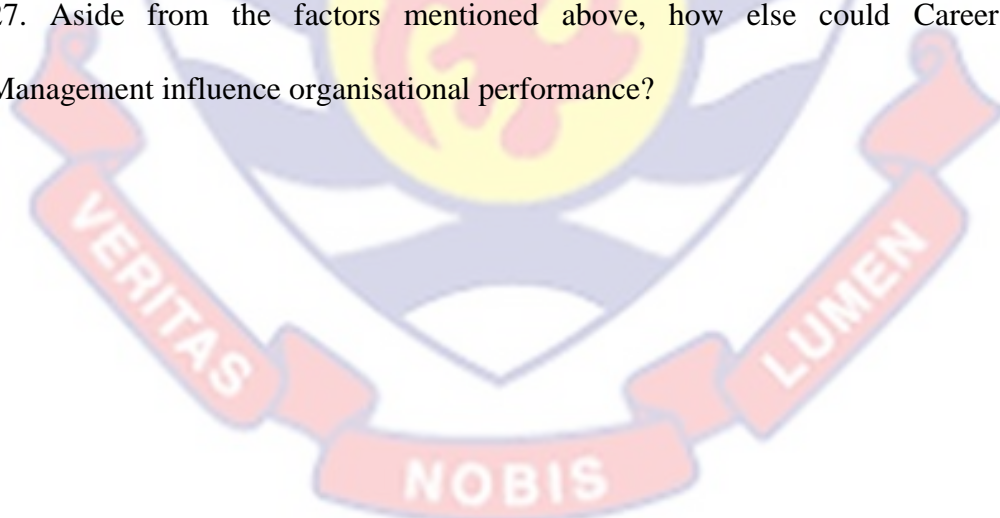 27. Aside from the factors mentioned above, how else could Career
Management influence organisational performance?
VERITAS
NOBIS
LUMEN